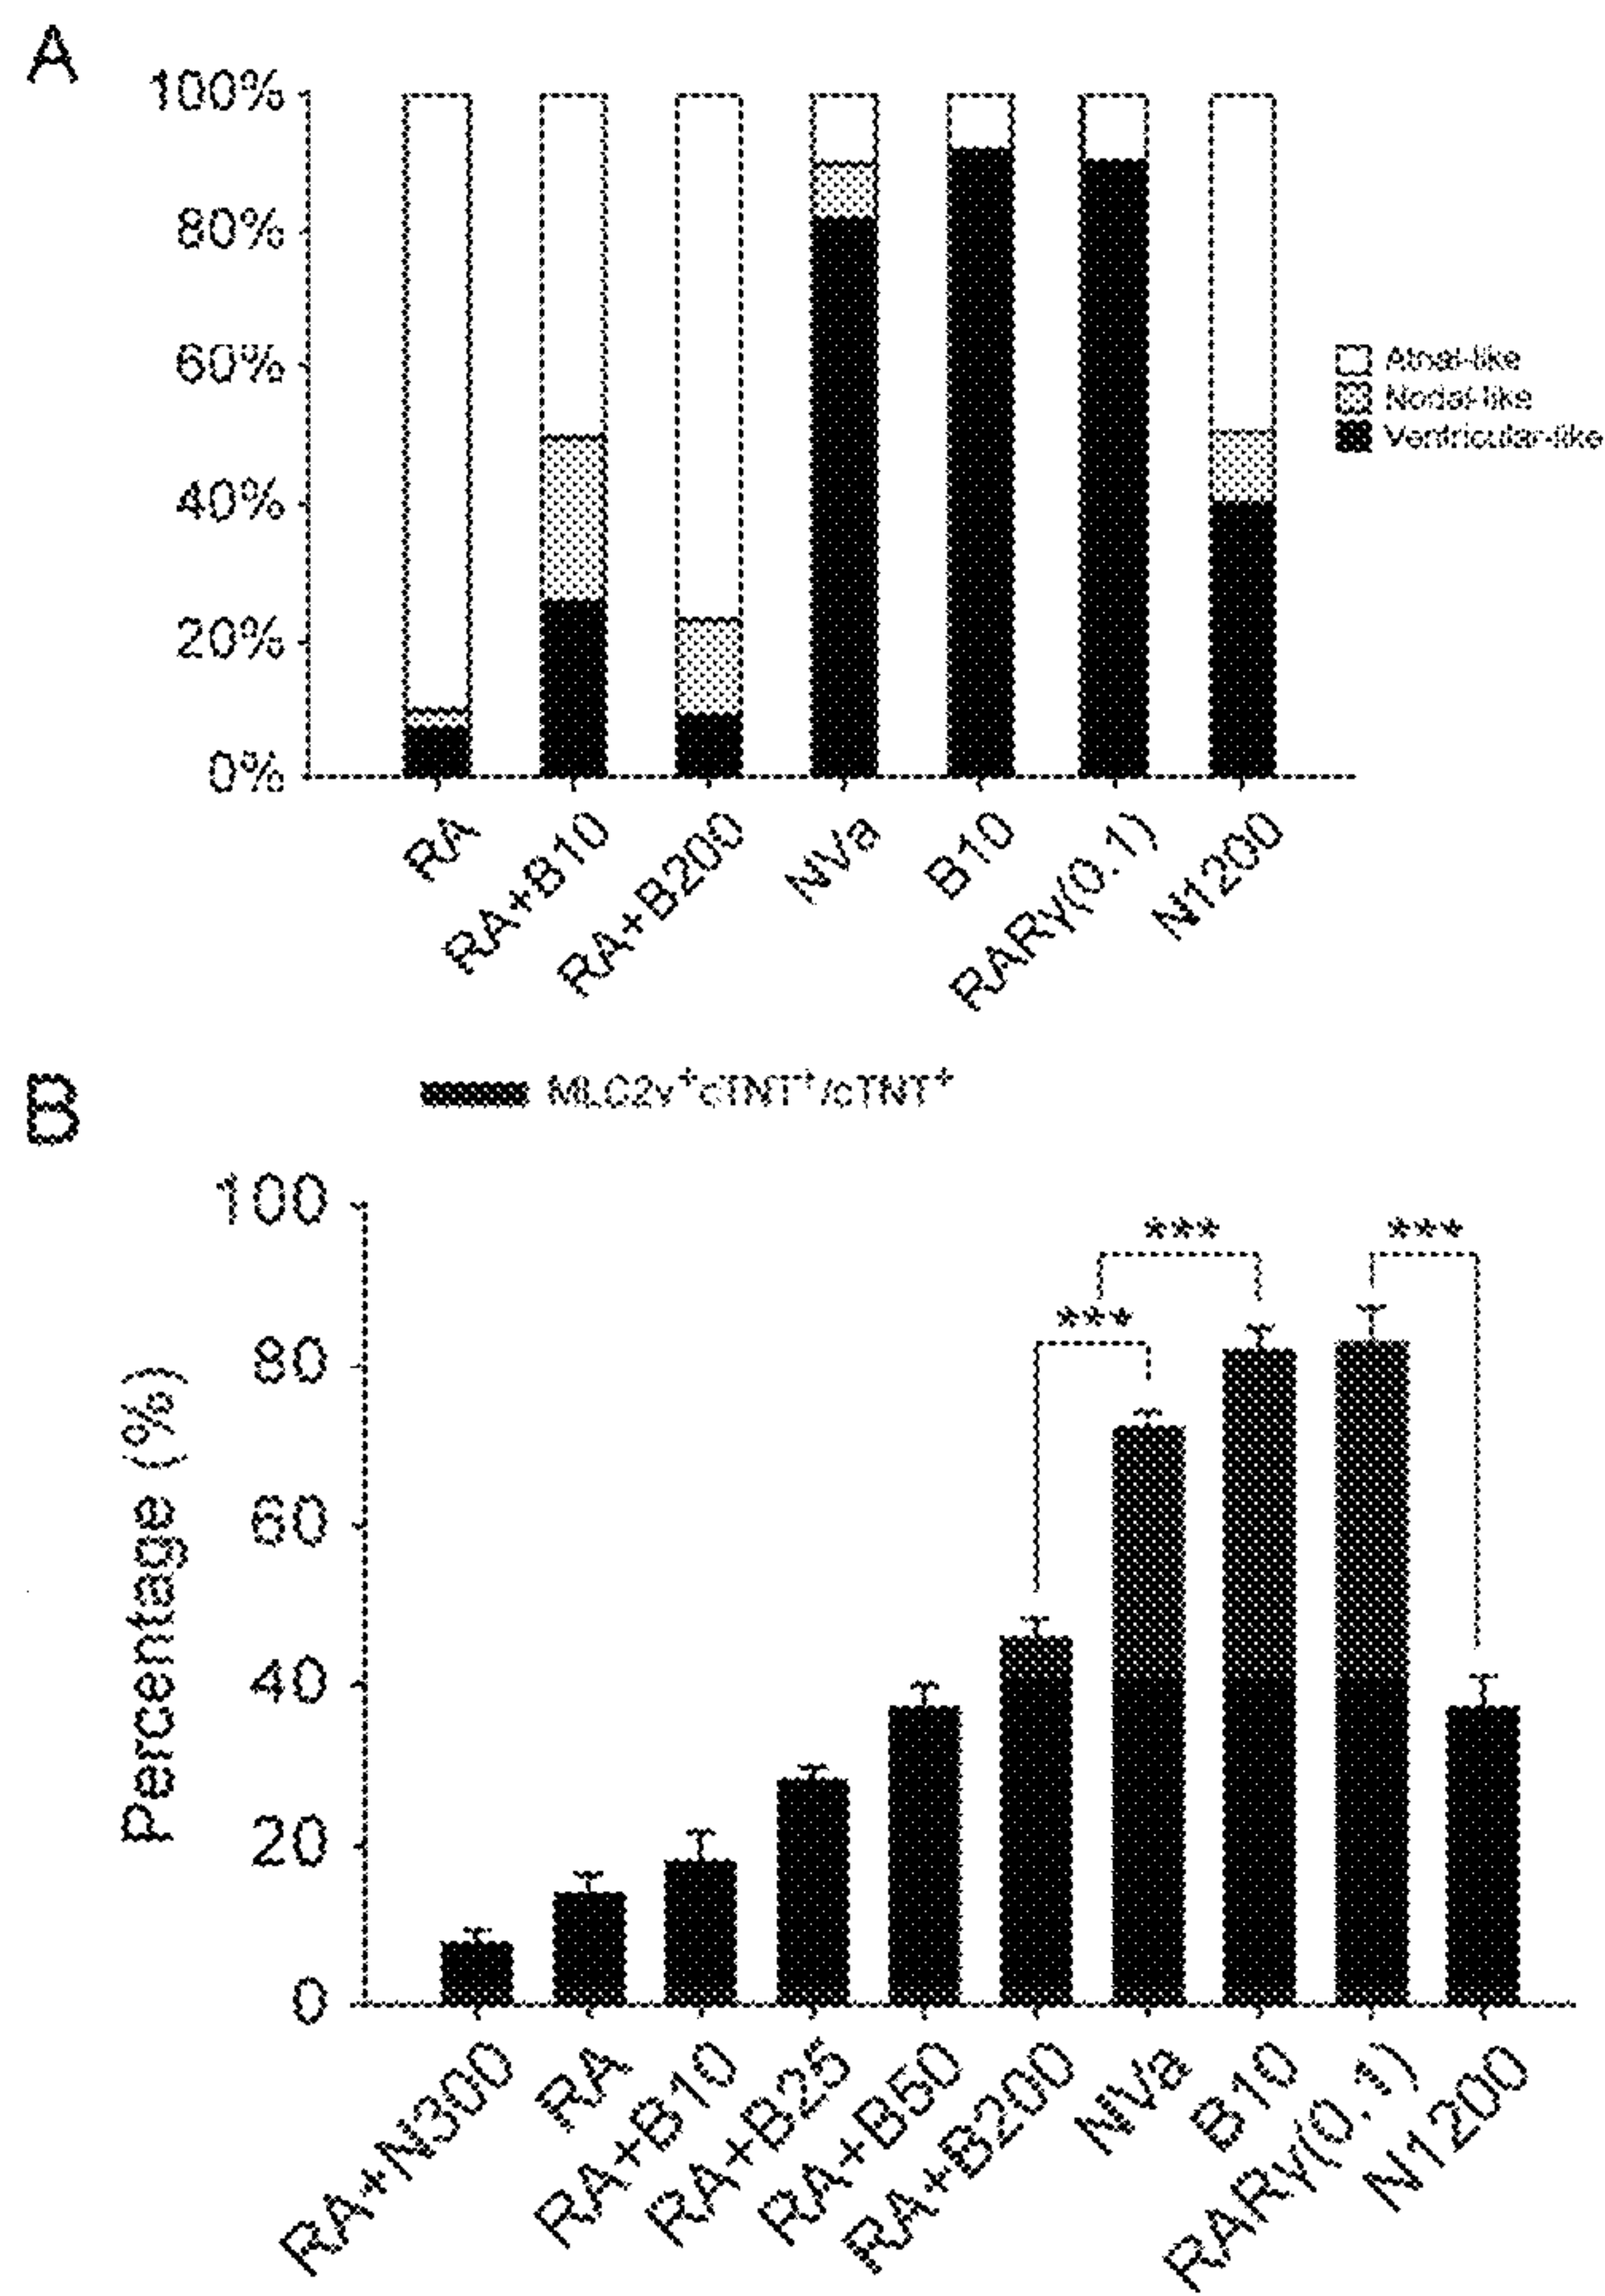 A
100%
80%
60%
40%
20%
0%
Atrial-like
Nodal-like
Ventricular-like
RA
RA+B10
RA+B200
NVa
B10
RARγ(0.1)
N1200
B
MLC2v⁺cTNT⁺/cTNT⁺
Percentage (%)
100
80
60
40
20
0
***
***
***
RA+N300
RA
RA+B10
RA+B25
RA+B50
RA+B200
NVa
B10
RARγ(0.1)
N1200